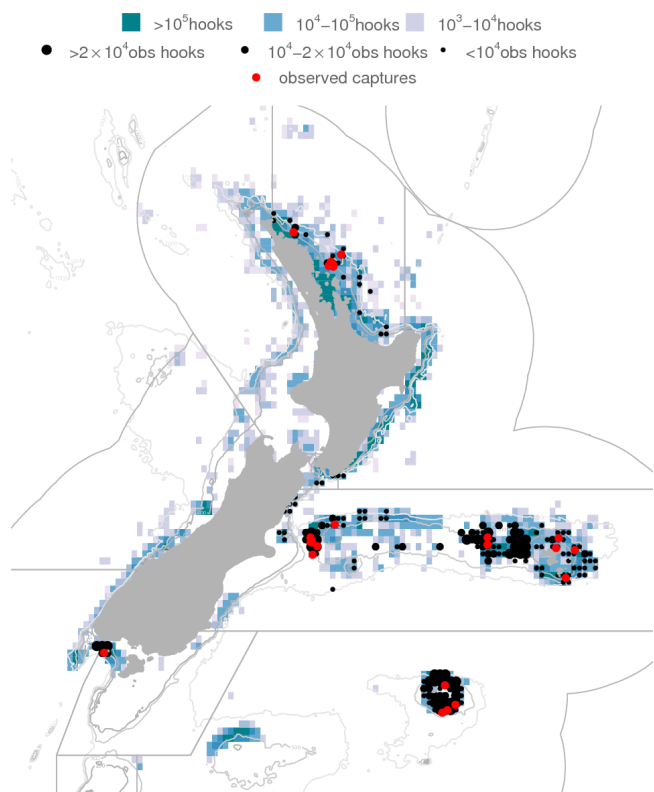 >10⁵hooks 10⁴−10⁵hooks 10³−10⁴hooks
>2×10⁴obs hooks 10⁴−2×10⁴obs hooks <10⁴obs hooks
observed captures